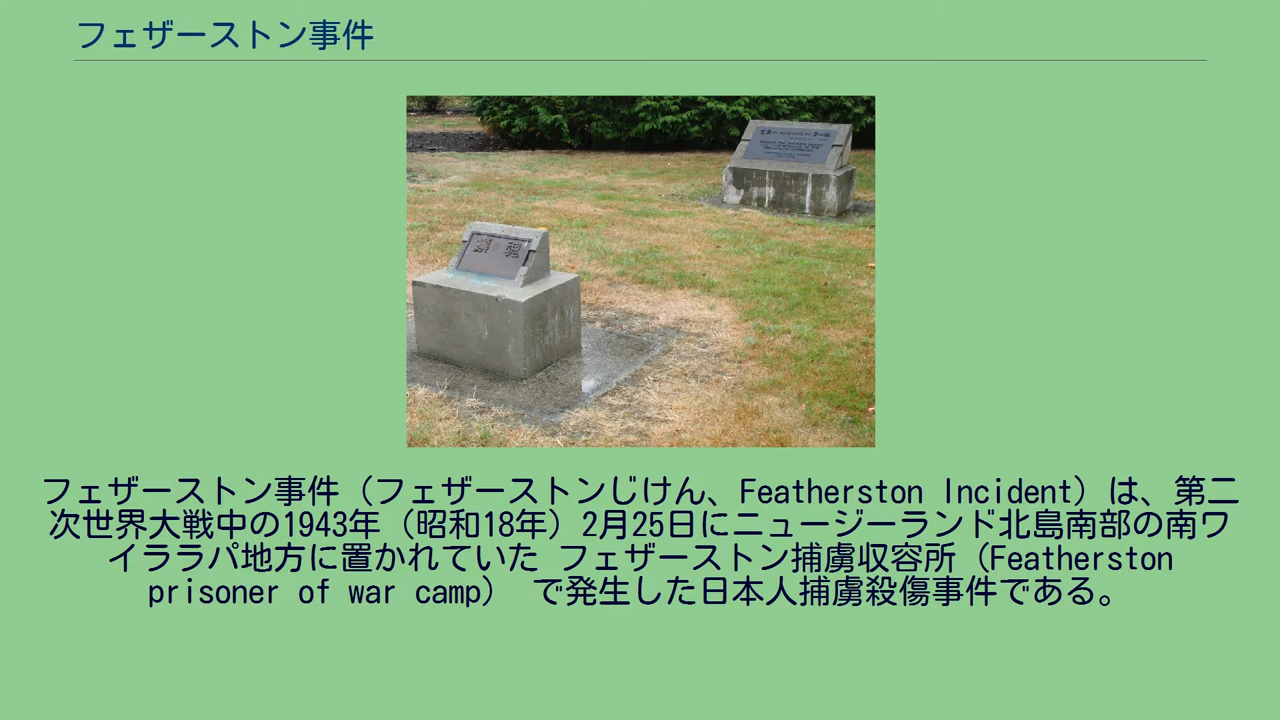 フェザーストン事件
フェザーストン事件（フェザーストンじけん、Featherston Incident）は、第二
次世界大戦中の1943年（昭和18年）2月25日にニュージーランド北島南部の南ワ
イララパ地方に置かれていた フェザーストン捕虜収容所（Featherston
prisoner of war camp） で発生した日本人捕虜殺傷事件である。